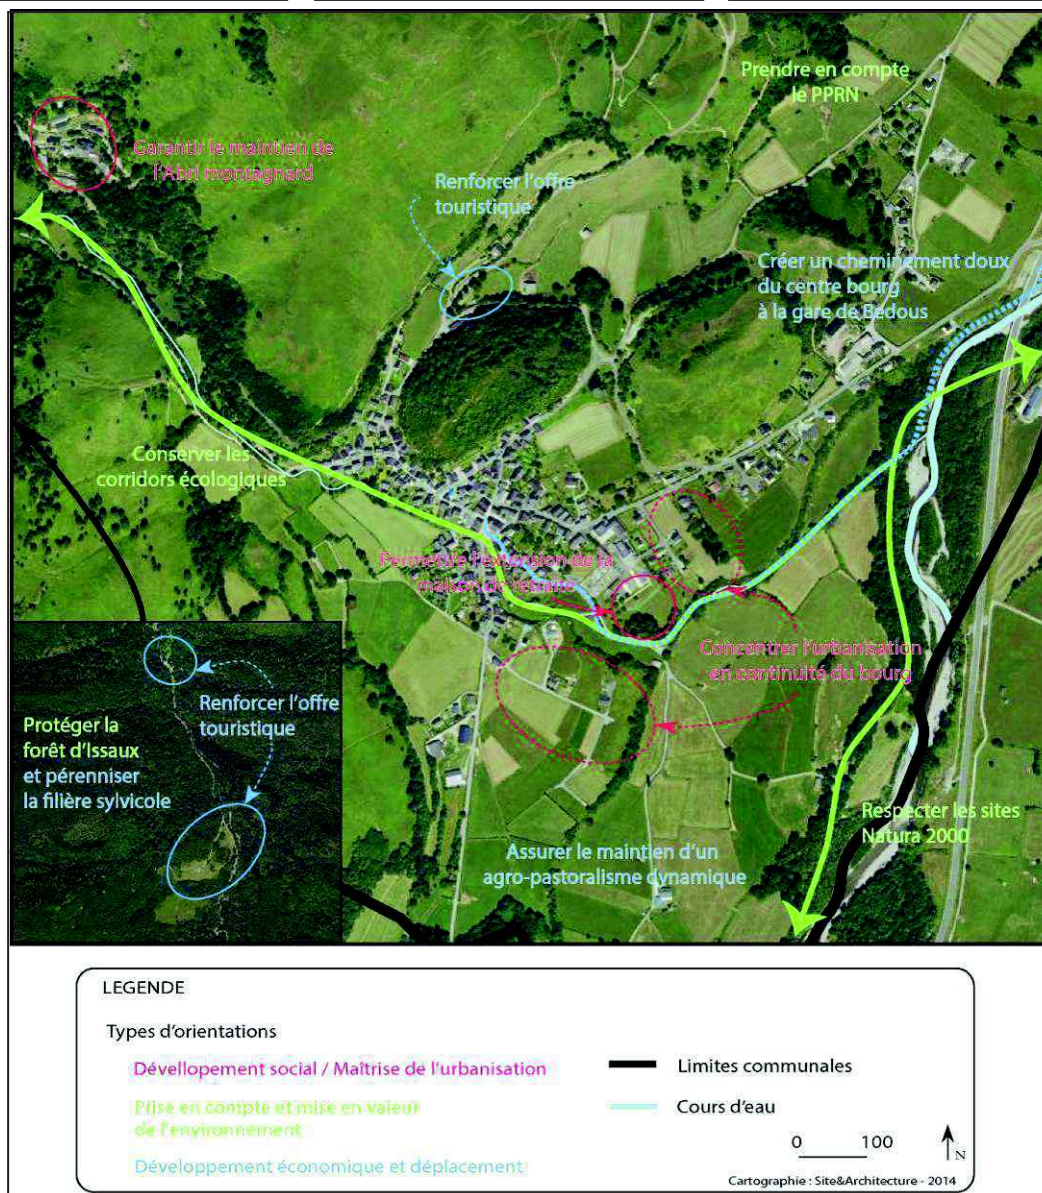 Prendre en compte
le PPRN
Garantir le maintien de
l'Abri montagnard
Renforcer l'offre
touristique
Créer un cheminement doux
du centre bourg
à la gare de Bedous
Conserver les
corridors écologiques
Permettre l'extension de la
maison de retraite
Concentrer l'urbanisation
en continuité du bourg
Renforcer l'offre
touristique
Protéger la
forêt d'Issaux
et pérenniser
la filière sylvicole
Respecter les sites
Natura 2000
Assurer le maintien d'un
agro-pastoralisme dynamique
LEGENDE
Types d'orientations
Dévellopement social / Maîtrise de l'urbanisation
Limites communales
Prise en compte et mise en valeur
de l'environnement
Cours d'eau
Développement économique et déplacement
0 100
N
Cartographie : Site&Architecture - 2014